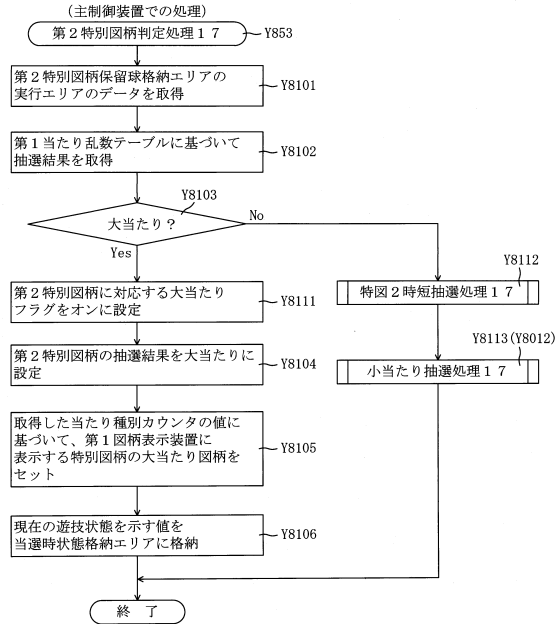 (主制御装置での処理)
第2特別図柄判定処理17
Y853
第2特別図柄保留球格納エリアの
実行エリアのデータを取得
Y8101
第1当たり乱数テーブルに基づいて
抽選結果を取得
Y8102
Y8103
大当たり?
No
Yes
第2特別図柄に対応する大当たり
フラグをオンに設定
Y8111
Y8112
特図2時短抽選処理17
第2特別図柄の抽選結果を大当たりに
設定
Y8104
Y8113(Y8012)
小当たり抽選処理17
取得した当たり種別カウンタの値に
基づいて、第1図柄表示装置に
表示する特別図柄の大当たり図柄を
セット
Y8105
現在の遊技状態を示す値を
当選時状態格納エリアに格納
Y8106
終 了